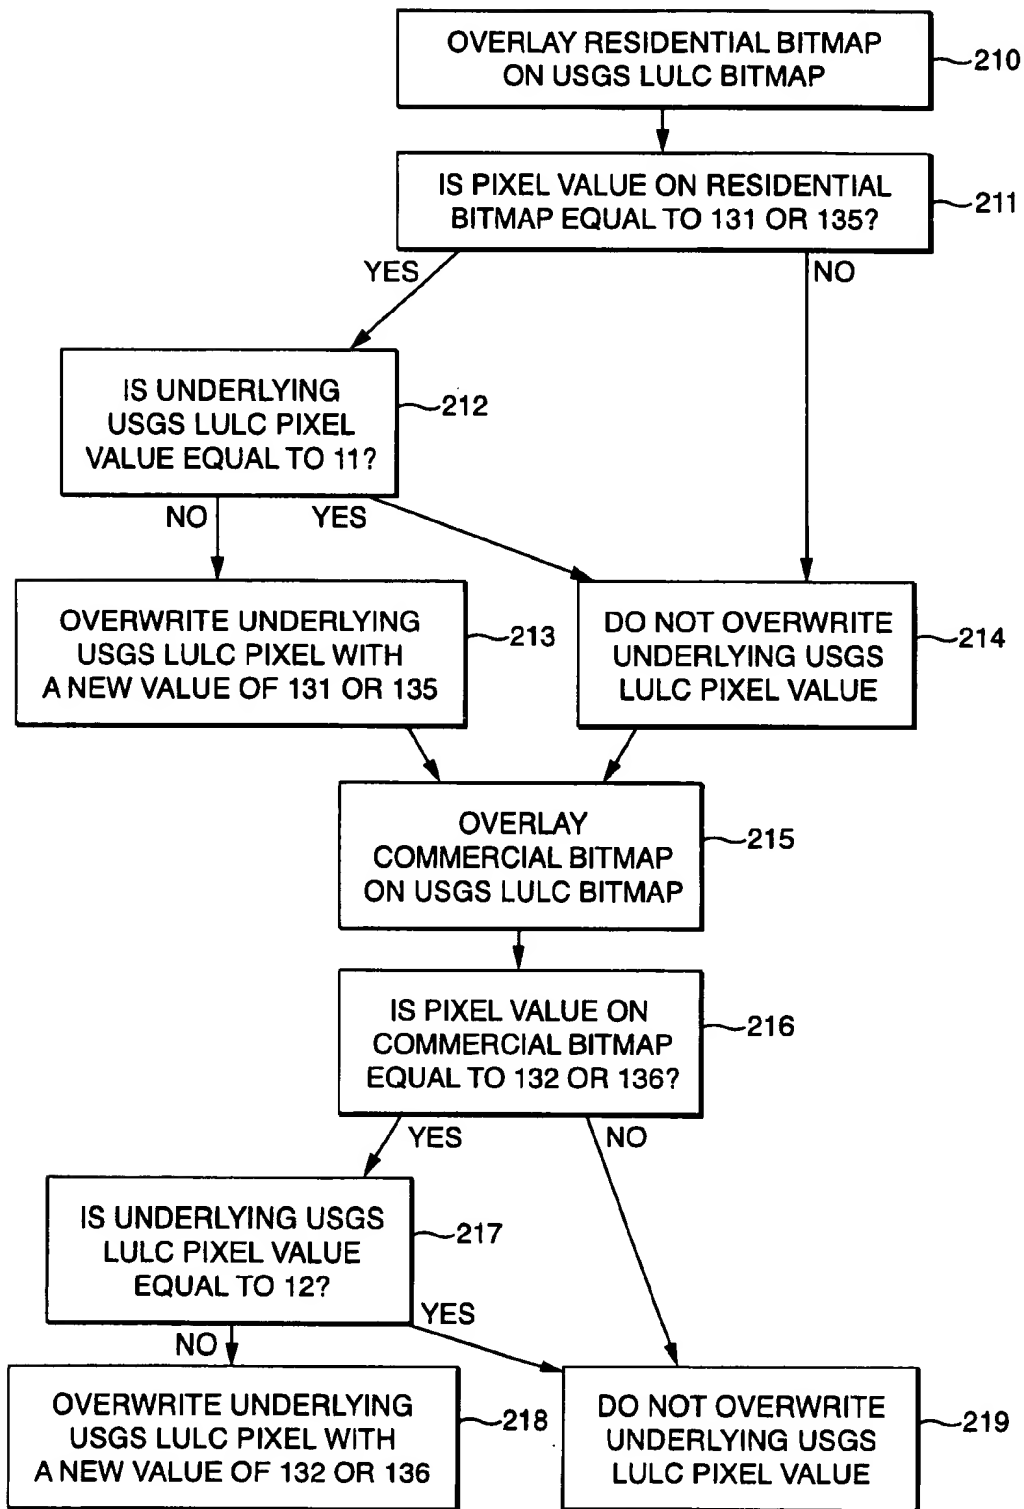 OVERLAY RESIDENTIAL BITMAP
ON USGS LULC BITMAP
210
IS PIXEL VALUE ON RESIDENTIAL
BITMAP EQUAL TO 131 OR 135?
211
YES
NO
IS UNDERLYING
USGS LULC PIXEL
VALUE EQUAL TO 11?
212
NO
YES
OVERWRITE UNDERLYING
USGS LULC PIXEL WITH
A NEW VALUE OF 131 OR 135
213
DO NOT OVERWRITE
UNDERLYING USGS
LULC PIXEL VALUE
214
OVERLAY
COMMERCIAL BITMAP
ON USGS LULC BITMAP
215
IS PIXEL VALUE ON
COMMERCIAL BITMAP
EQUAL TO 132 OR 136?
216
YES
NO
IS UNDERLYING USGS
LULC PIXEL VALUE
EQUAL TO 12?
217
YES
NO
OVERWRITE UNDERLYING
USGS LULC PIXEL WITH
A NEW VALUE OF 132 OR 136
218
DO NOT OVERWRITE
UNDERLYING USGS
LULC PIXEL VALUE
219